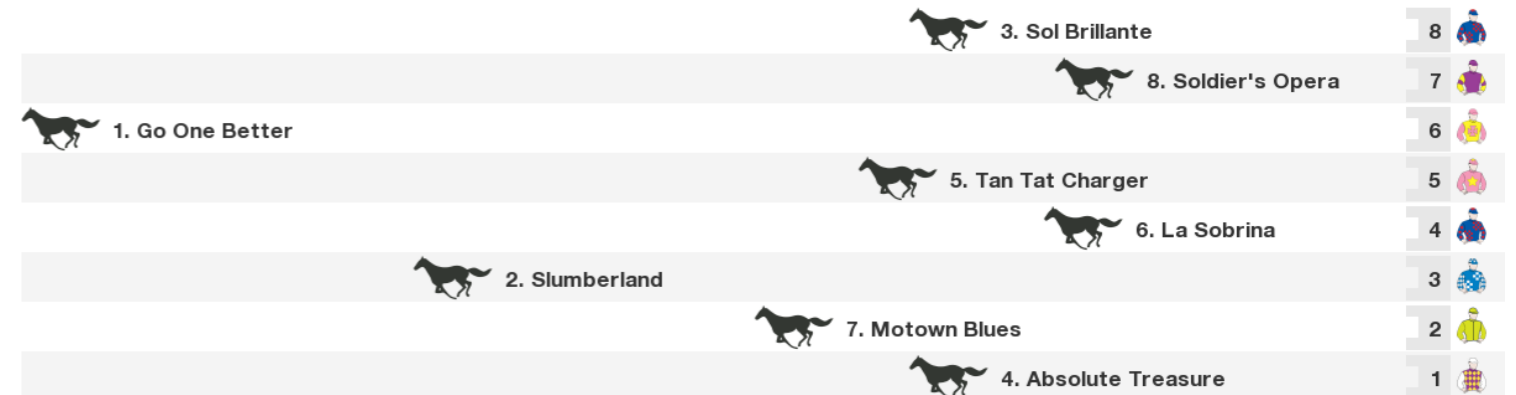 3. Sol Brillante 8
8. Soldier's Opera 7
1. Go One Better 6
5. Tan Tat Charger 5
6. La Sobrina 4
2. Slumberland 3
7. Motown Blues 2
4. Absolute Treasure 1